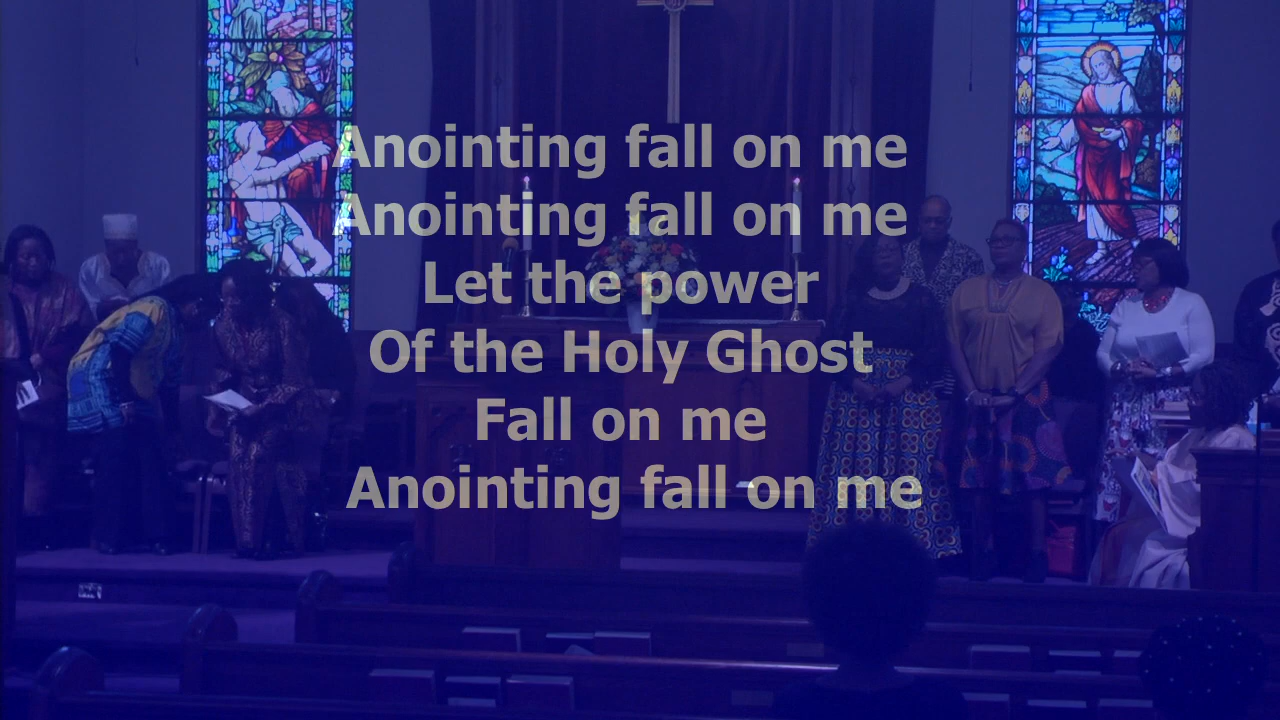 Anointing fall on me
Anointing fall on me
Let the power
Of the Holy Ghost
Fall on me
Anointing fall on me